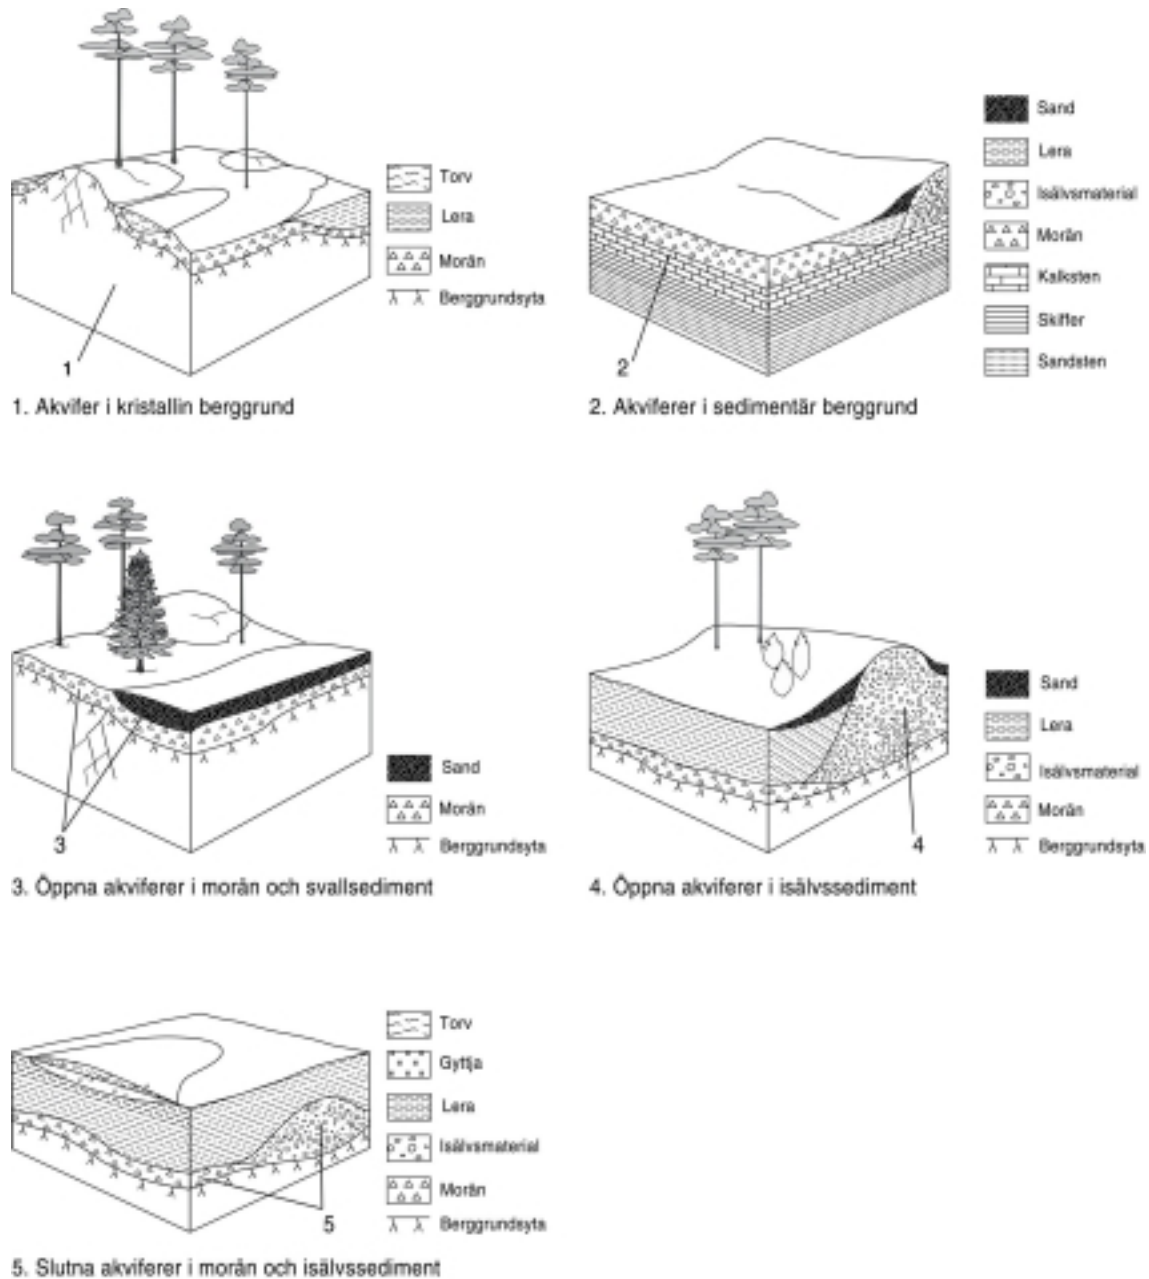 Torv
Lera
Morän
Berggrundsyta
1
1. Akvifer i kristallin berggrund
Sand
Lera
Isälvsmaterial
Morän
Kalksten
Skiffer
Sandsten
2
2. Akviferer i sedimentär berggrund
Sand
Morän
Berggrundsyta
3
3. Öppna akviferer i morän och svallsediment
Sand
Lera
Isälvsmaterial
Morän
Berggrundsyta
4
4. Öppna akviferer i isälvssediment
Torv
Gyttja
Lera
Isälvsmaterial
Morän
Berggrundsyta
5
5. Slutna akviferer i morän och isälvssediment